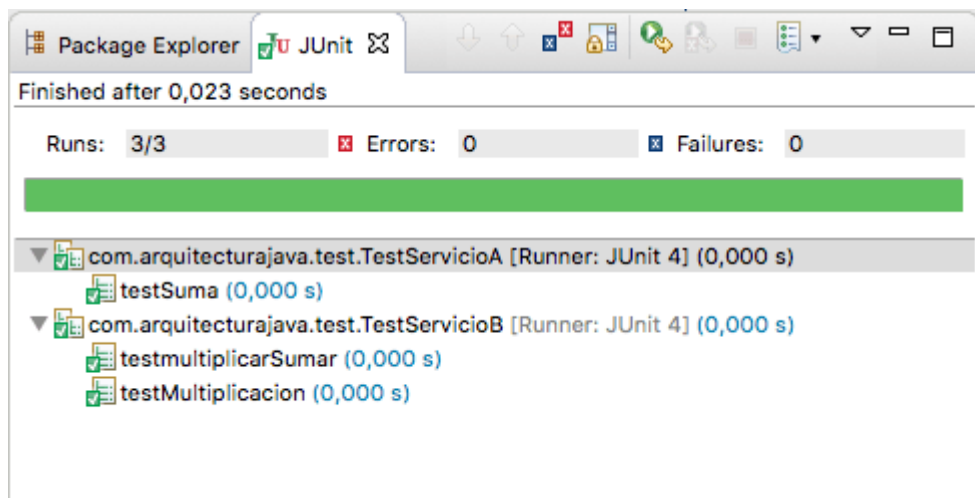 Package Explorer JUnit
Finished after 0,023 seconds
Runs: 3/3 Errors: 0 Failures: 0
com.arquitecturajava.test.TestServicioA [Runner: JUnit 4] (0,000 s)
testSuma (0,000 s)
com.arquitecturajava.test.TestServicioB [Runner: JUnit 4] (0,000 s)
testmultiplicarSumar (0,000 s)
testMultiplicacion (0,000 s)